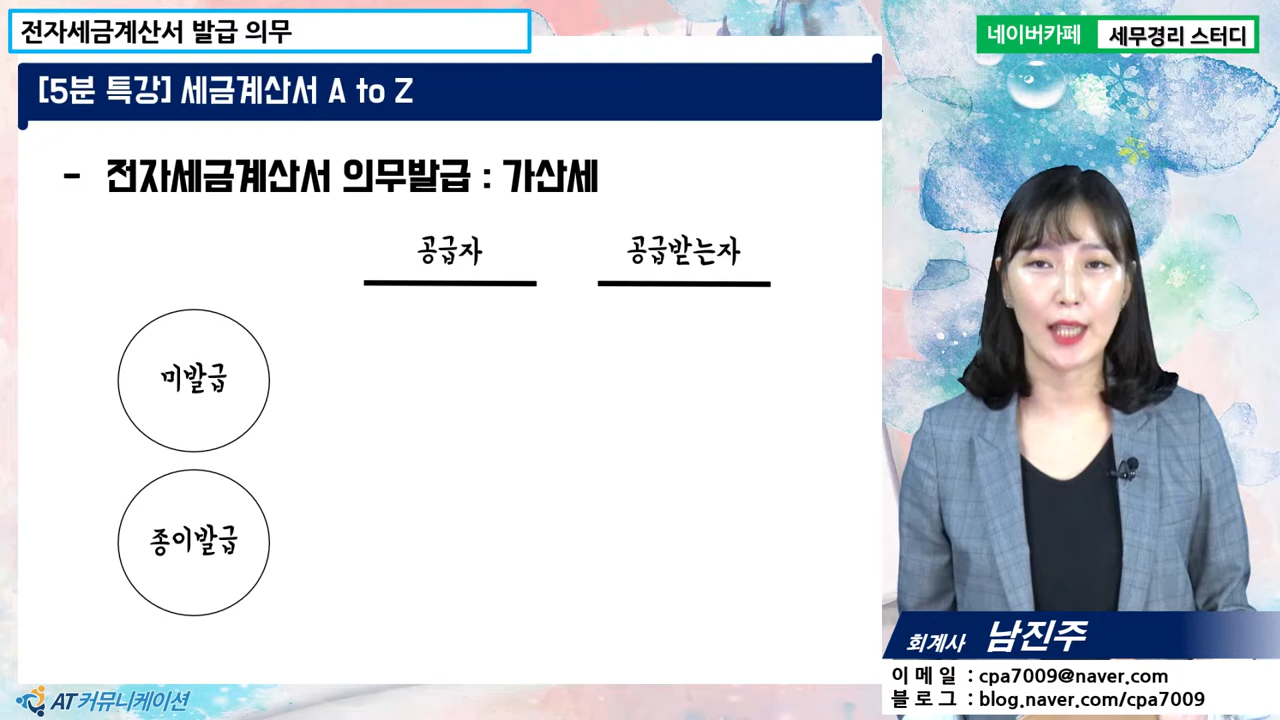 전자세금계산서 발급 의무
네이버카페 세무경리 스터디
[5분 특강] 세금계산서 A to Z
- 전자세금계산서 의무발급 : 가산세
공급자 공급받는자
미발급
종이발급
회계사 남진주
이 메 일 : cpa7009@naver.com
블 로 그 : blog.naver.com/cpa7009
AT커뮤니케이션